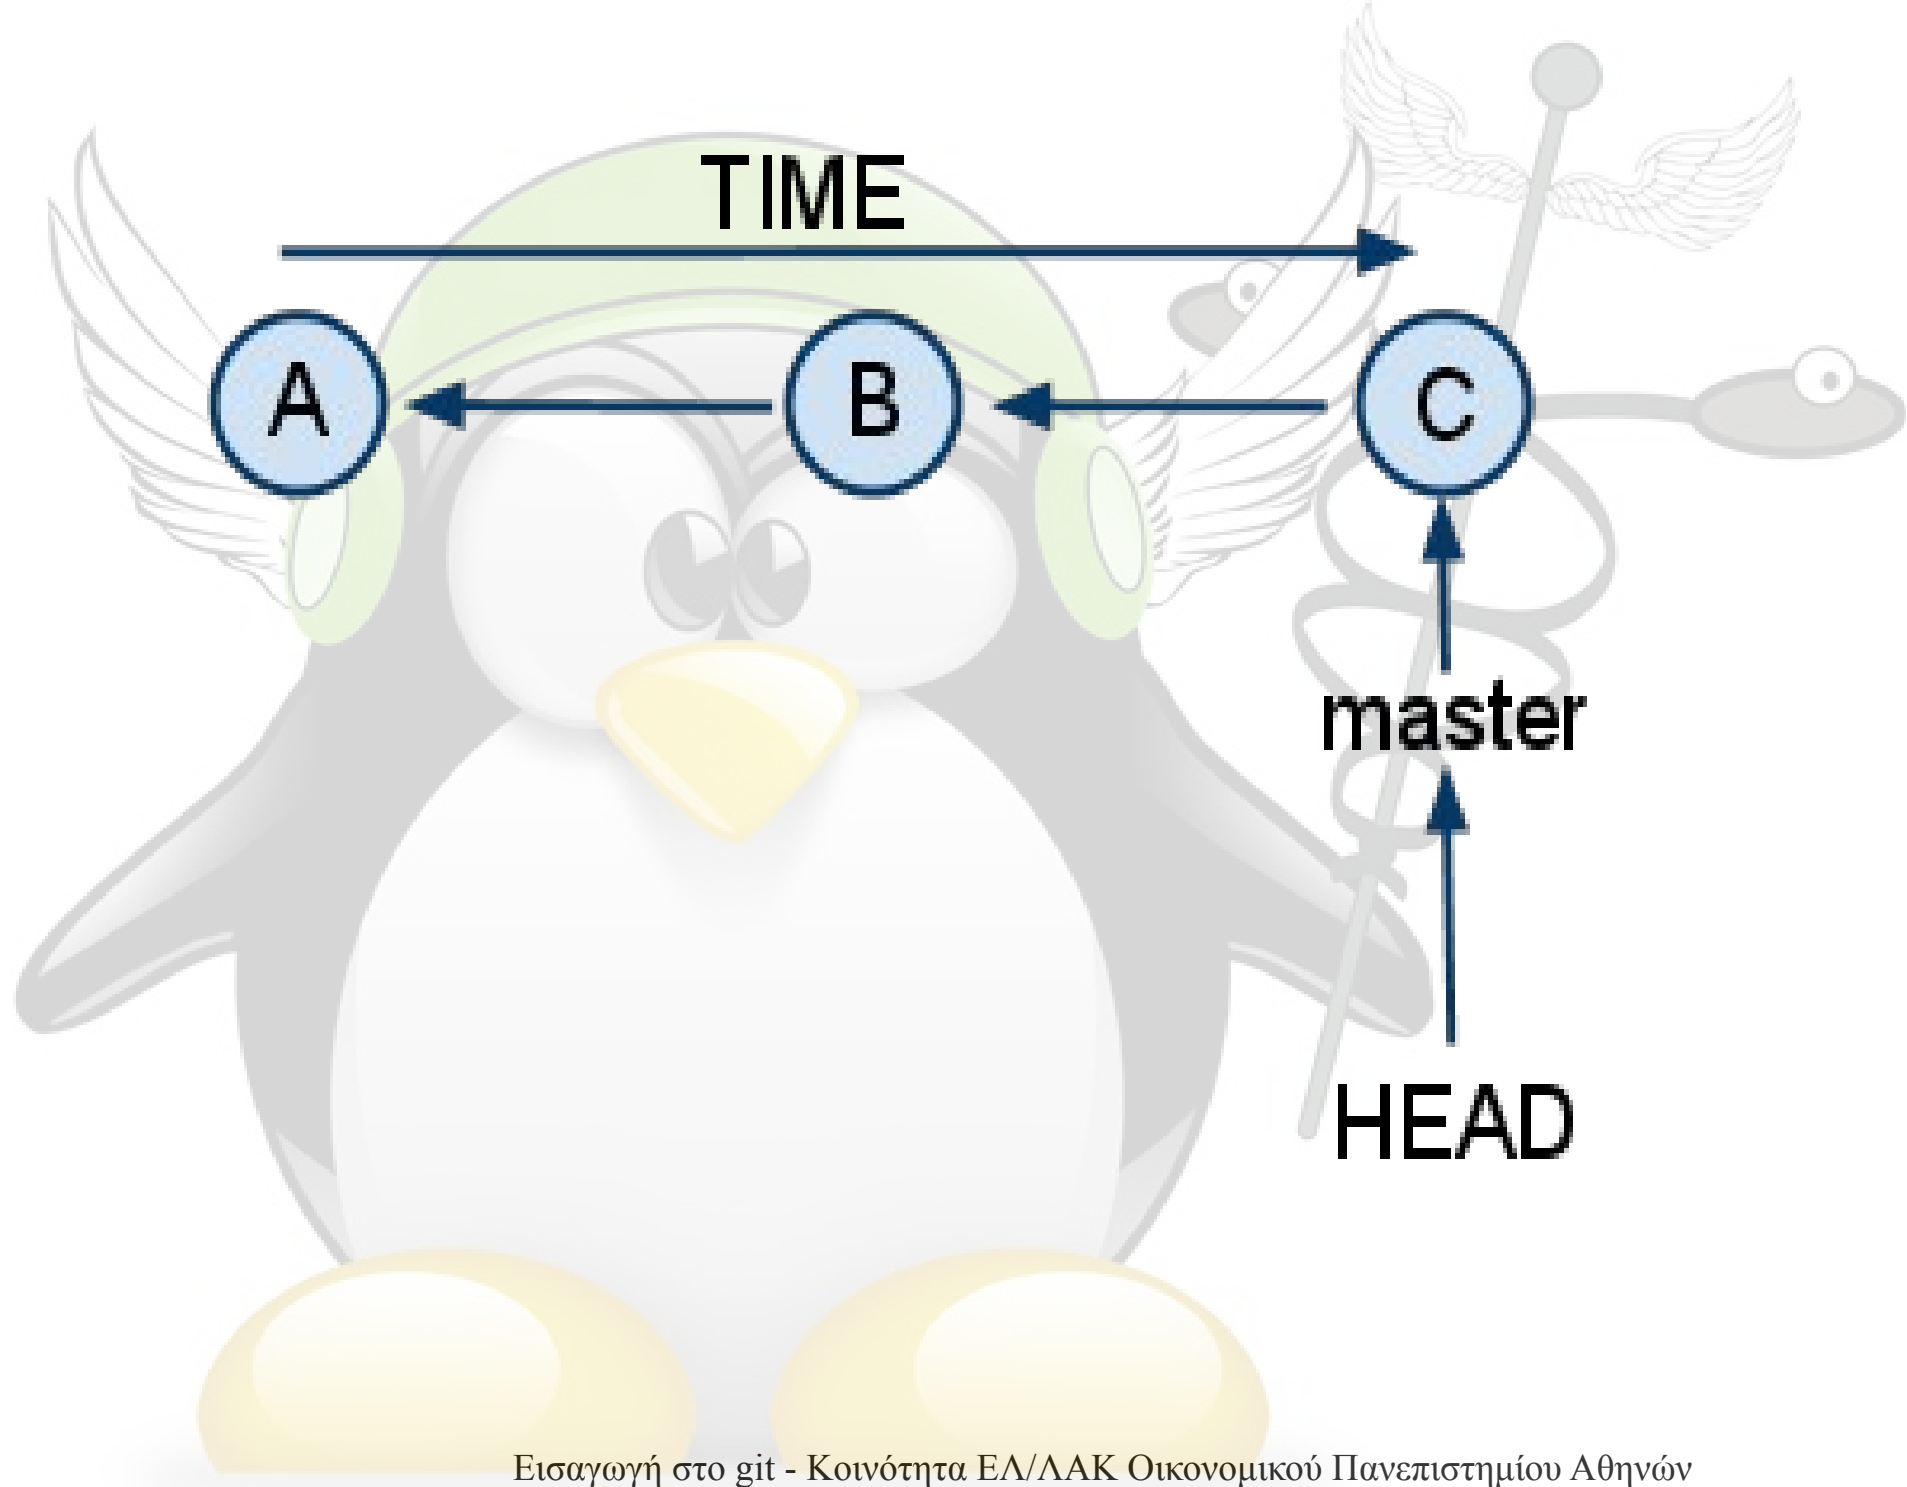 TIME
A B C
master
HEAD
Εισαγωγή στο git - Κοινότητα ΕΛ/ΛΑΚ Οικονομικού Πανεπιστημίου Αθηνών